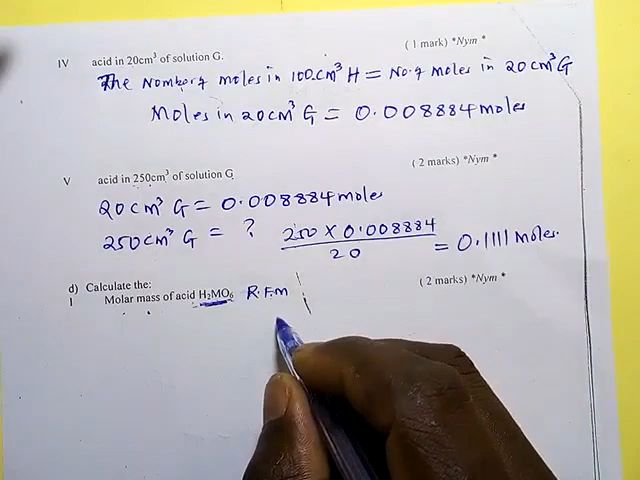 IV acid in 20cm³ of solution G. (1 mark) *Nym *
The Nomber of moles in 100cm³ H = No. of moles in 20cm³ G
Moles in 20cm³ G = 0.008884 moles
V acid in 250cm³ of solution G (2 marks) *Nym *
20cm³ G = 0.008884 moles
250cm³ G = ? 250 × 0.008884
20
= 0.1111 moles.
d) Calculate the:
I Molar mass of acid H₂MO₆ R.F.m (2 marks) *Nym *